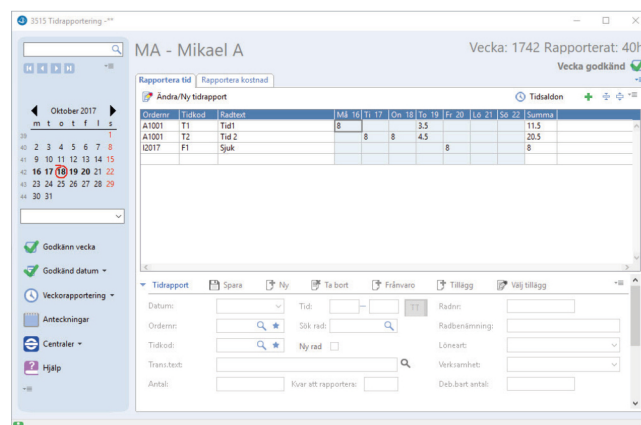 3515 Tidrapportering -**
MA - Mikael A
Vecka: 1742 Rapporterat: 40h
Vecka godkänd
Rapportera tid Rapportera kostnad
Ändra/Ny tidrapport Tidsaldon
Ordernr Tidkod Radtext Må 16 Ti 17 On 18 To 19 Fr 20 Lö 21 Sö 22 Summa
A1001 T1 Tid1 8 3.5 11.5
A1001 T2 Tid 2 8 8 4.5 20.5
I2017 F1 Sjuk 8 8
Oktober 2017
m t o t f l s
39 1
40 2 3 4 5 6 7 8
41 9 10 11 12 13 14 15
42 16 17 18 19 20 21 22
43 23 24 25 26 27 28 29
44 30 31
Godkänn vecka
Godkänd datum
Veckorapportering
Anteckningar
Centraler
Hjälp
Tidrapport Spara Ny Ta bort Frånvaro Tillägg Välj tillägg
Datum: Tid: – Radnr:
Ordernr: Sök rad: Radbenämning:
Tidkod: Ny rad Löneart:
Trans.text: Verksamhet:
Antal: Kvar att rapportera: Deb.bart antal: